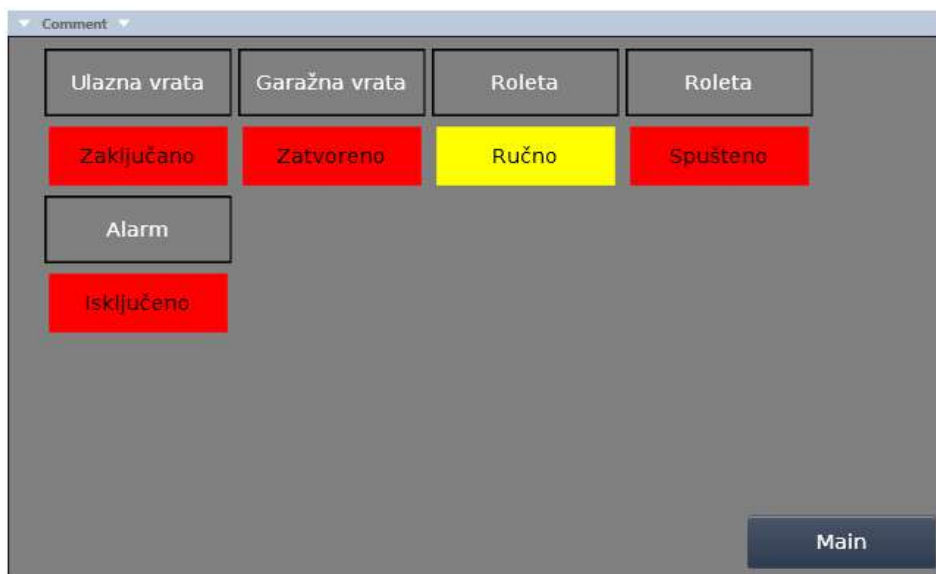 Comment
Ulazna vrata Garažna vrata Roleta Roleta
Zaključano Zatvoreno Ručno Spušteno
Alarm
Isključeno
Main